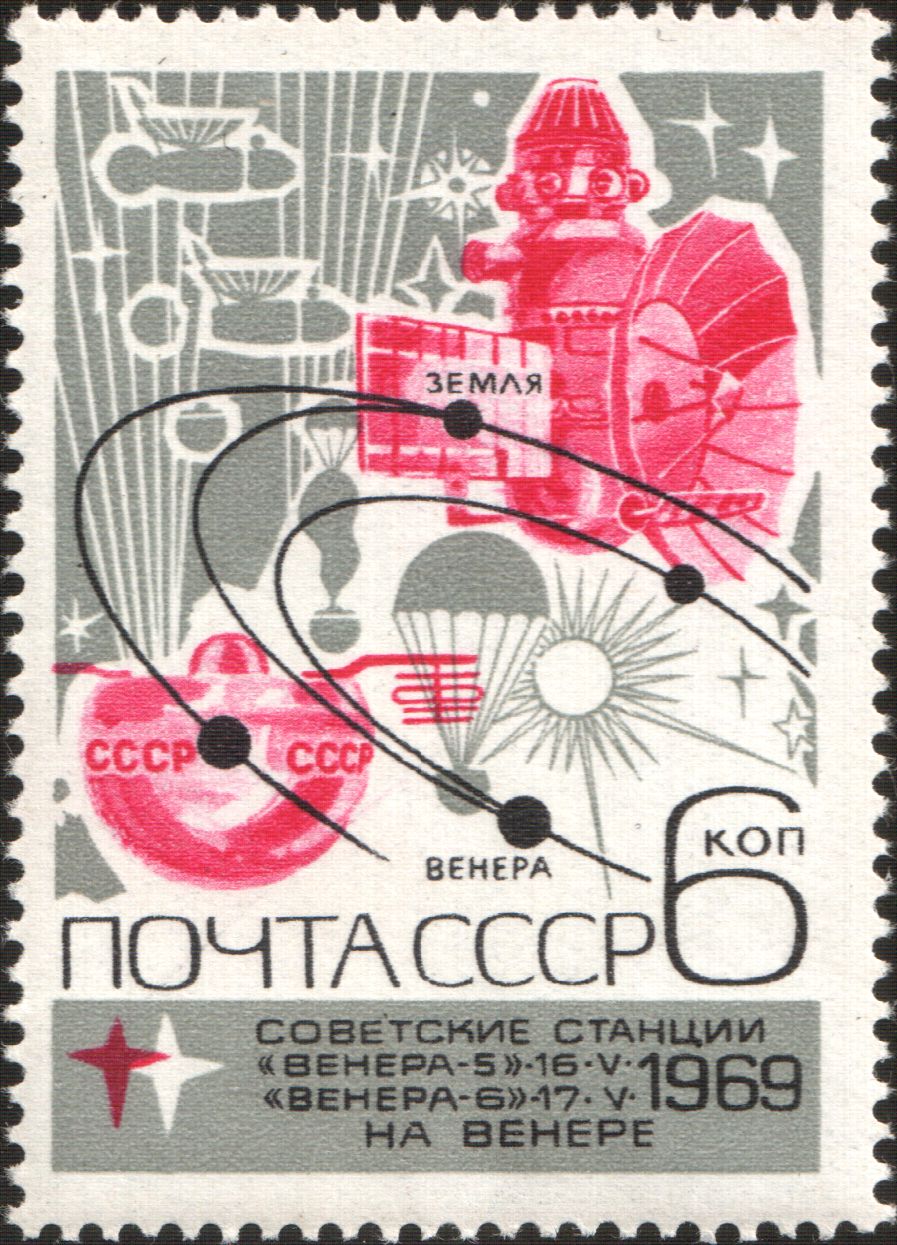 ЗЕМЛЯ
СССР СССР
ВЕНЕРА
6 КОП
ПОЧТА СССР
СОВЕТСКИЕ СТАНЦИИ
«ВЕНЕРА-5»·16·V·1969
«ВЕНЕРА-6»·17·V·
НА ВЕНЕРЕ